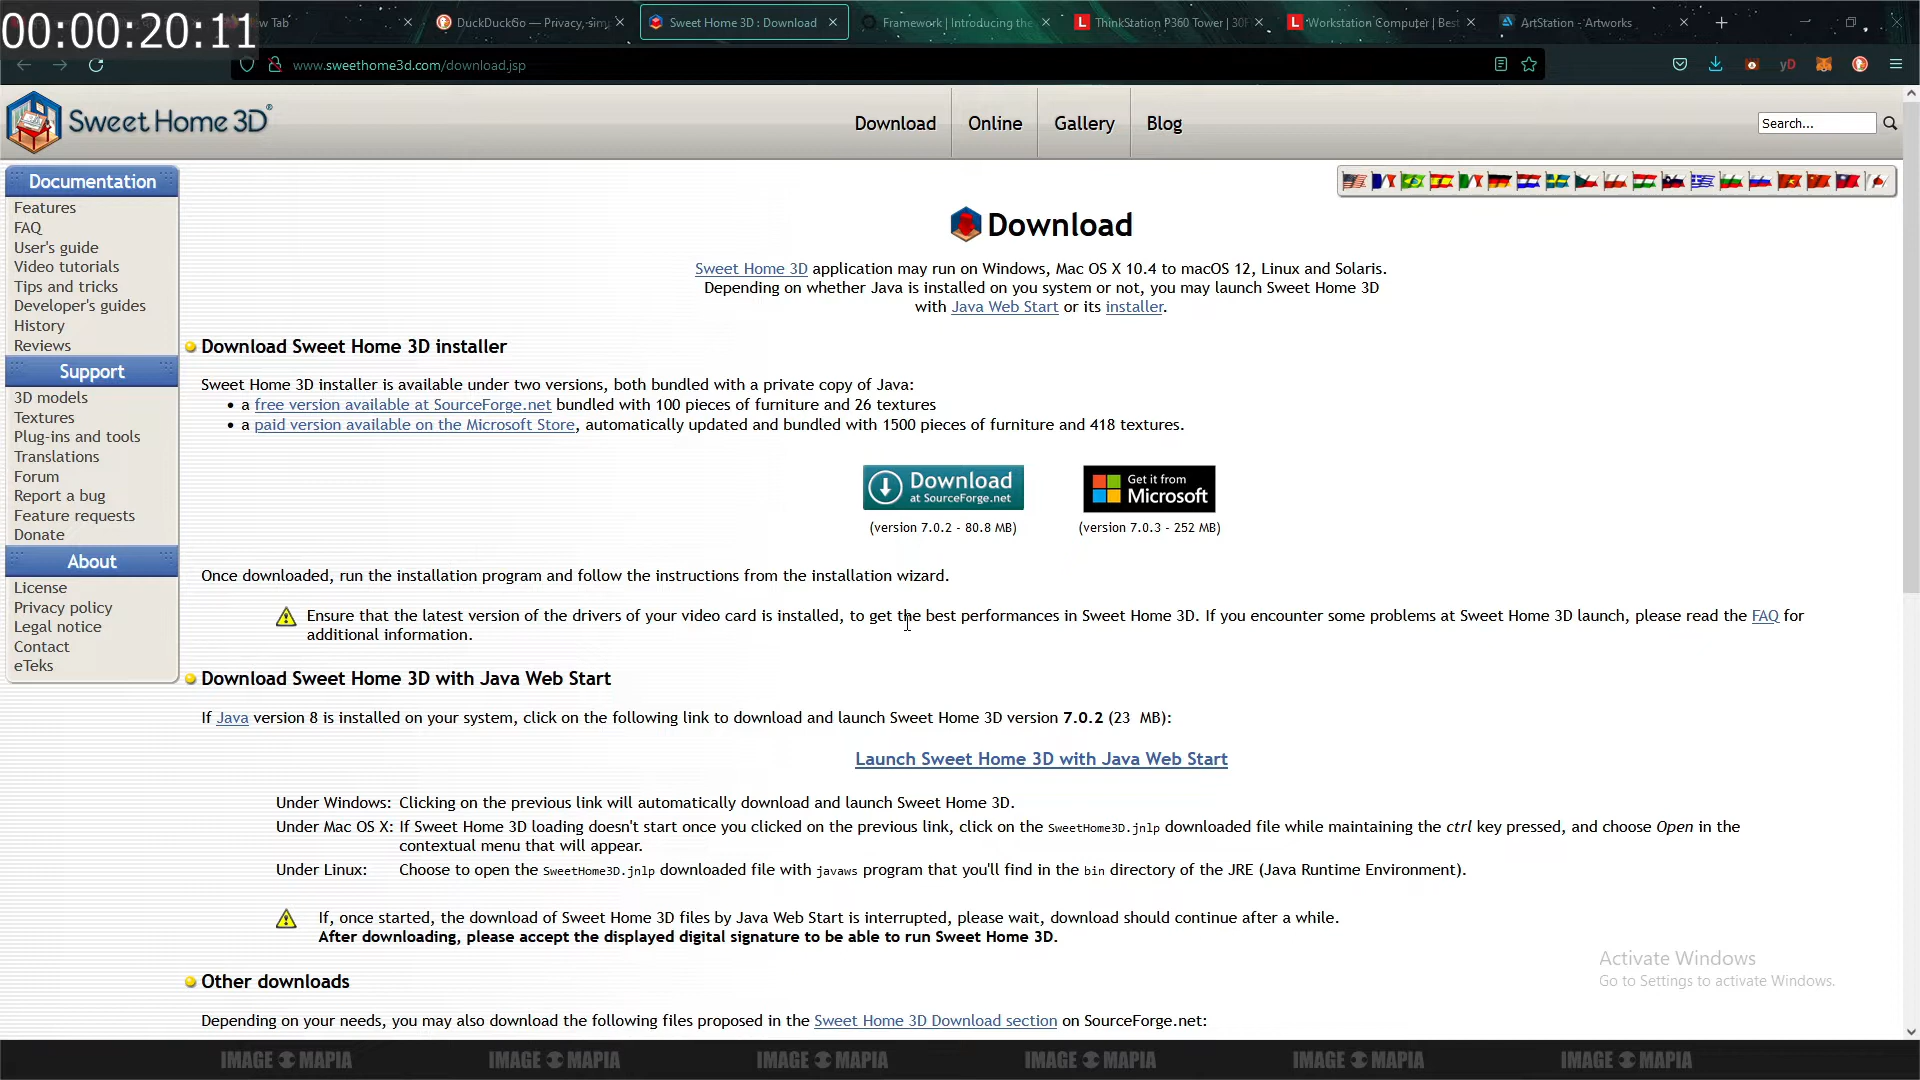 00:00:20:11
New Tab
DuckDuckGo — Privacy, sim
Sweet Home 3D : Download
Framework | Introducing the
ThinkStation P360 Tower | 30F
Workstation Computer | Best
ArtStation - Artworks
www.sweethome3d.com/download.jsp
yD
Sweet Home 3D®
Download
Online
Gallery
Blog
Search...
Documentation
Features
FAQ
User's guide
Video tutorials
Tips and tricks
Developer's guides
History
Reviews
Support
3D models
Textures
Plug-ins and tools
Translations
Forum
Report a bug
Feature requests
Donate
About
License
Privacy policy
Legal notice
Contact
eTeks
Download
Sweet Home 3D application may run on Windows, Mac OS X 10.4 to macOS 12, Linux and Solaris.
Depending on whether Java is installed on you system or not, you may launch Sweet Home 3D
with Java Web Start or its installer.
Download Sweet Home 3D installer
Sweet Home 3D installer is available under two versions, both bundled with a private copy of Java:
• a free version available at SourceForge.net bundled with 100 pieces of furniture and 26 textures
• a paid version available on the Microsoft Store, automatically updated and bundled with 1500 pieces of furniture and 418 textures.
Download
at SourceForge.net
(version 7.0.2 - 80.8 MB)
Get it from
Microsoft
(version 7.0.3 - 252 MB)
Once downloaded, run the installation program and follow the instructions from the installation wizard.
Ensure that the latest version of the drivers of your video card is installed, to get the best performances in Sweet Home 3D. If you encounter some problems at Sweet Home 3D launch, please read the FAQ for
additional information.
Download Sweet Home 3D with Java Web Start
If Java version 8 is installed on your system, click on the following link to download and launch Sweet Home 3D version 7.0.2 (23 MB):
Launch Sweet Home 3D with Java Web Start
Under Windows: Clicking on the previous link will automatically download and launch Sweet Home 3D.
Under Mac OS X: If Sweet Home 3D loading doesn't start once you clicked on the previous link, click on the SweetHome3D.jnlp downloaded file while maintaining the ctrl key pressed, and choose Open in the
contextual menu that will appear.
Under Linux: Choose to open the SweetHome3D.jnlp downloaded file with javaws program that you'll find in the bin directory of the JRE (Java Runtime Environment).
If, once started, the download of Sweet Home 3D files by Java Web Start is interrupted, please wait, download should continue after a while.
After downloading, please accept the displayed digital signature to be able to run Sweet Home 3D.
Other downloads
Depending on your needs, you may also download the following files proposed in the Sweet Home 3D Download section on SourceForge.net:
Activate Windows
Go to Settings to activate Windows.
IMAGE MAPIA IMAGE MAPIA IMAGE MAPIA IMAGE MAPIA IMAGE MAPIA IMAGE MAPIA